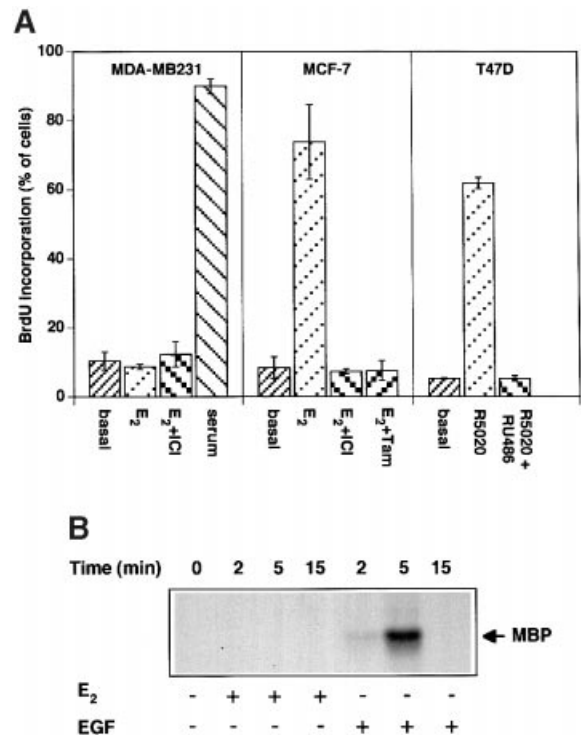 A
100
80
60
40
20
0
BrdU Incorporation (% of cells)
MDA-MB231
MCF-7
T47D
basal
E2
E2+ICI
serum
basal
E2
E2+ICI
E2+Tam
basal
R5020
R5020 +
RU486
B
Time (min) 0 2 5 15 2 5 15
MBP
E2 - + + + - - -
EGF - - - - + + +